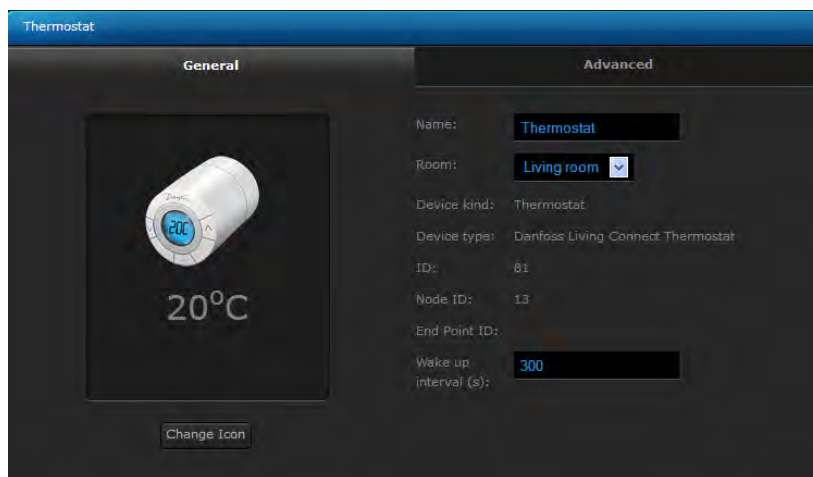 Thermostat
General
Advanced
Name: Thermostat
Room: Living room
Device kind: Thermostat
Device type: Danfoss Living Connect Thermostat
ID: 81
Node ID: 13
End Point ID:
Wake up
interval (s): 300
Danfoss
20C
20°C
Change Icon